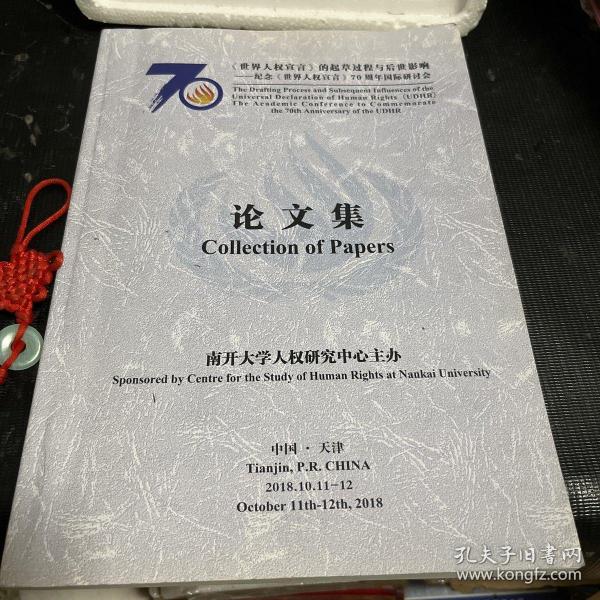 70
《世界人权宣言》的起草过程与后世影响
——纪念《世界人权宣言》70周年国际研讨会
The Drafting Process and Subsequent Influences of the
Universal Declaration of Human Rights (UDHR)
The Academic Conference to Commemorate
the 70th Anniversary of the UDHR
论文集
Collection of Papers
南开大学人权研究中心主办
Sponsored by Centre for the Study of Human Rights at Nankai University
中国·天津
Tianjin, P.R. CHINA
2018.10.11-12
October 11th-12th, 2018
孔夫子旧书网
www.kongfz.com